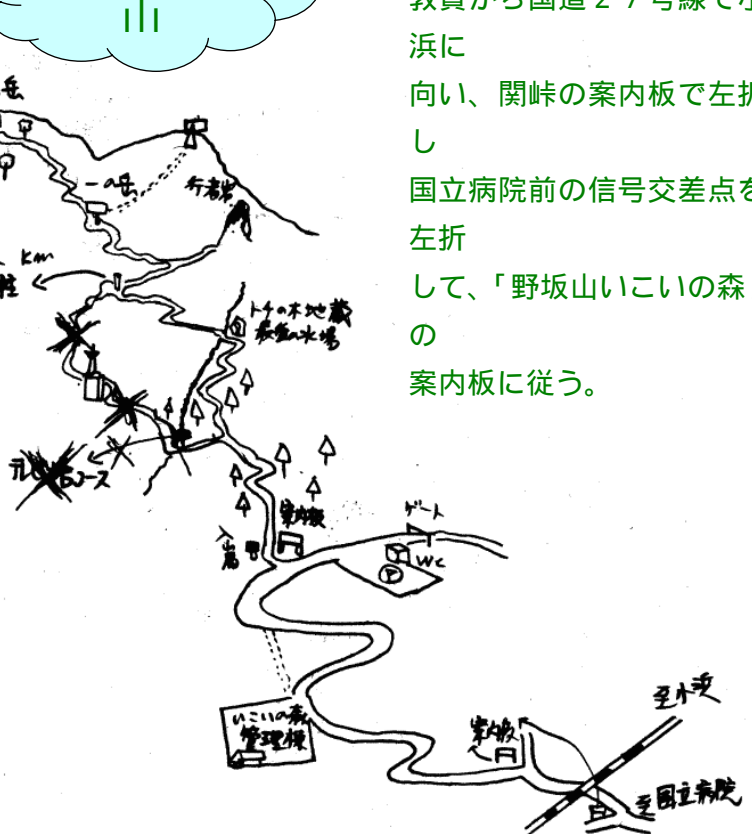 山
敦賀から国道２７号線で小
浜に
向い、関峠の案内板で左折
し
国立病院前の信号交差点を
左折
して、「野坂山いこいの森
の
案内板に従う。
岳
一の岳
行者岩
km
トチの木地蔵
最後の水場
コース
案内板
ゲート
入山届
WC
P
いこいの森
管理棟
案内板
至小浜
至国立病院